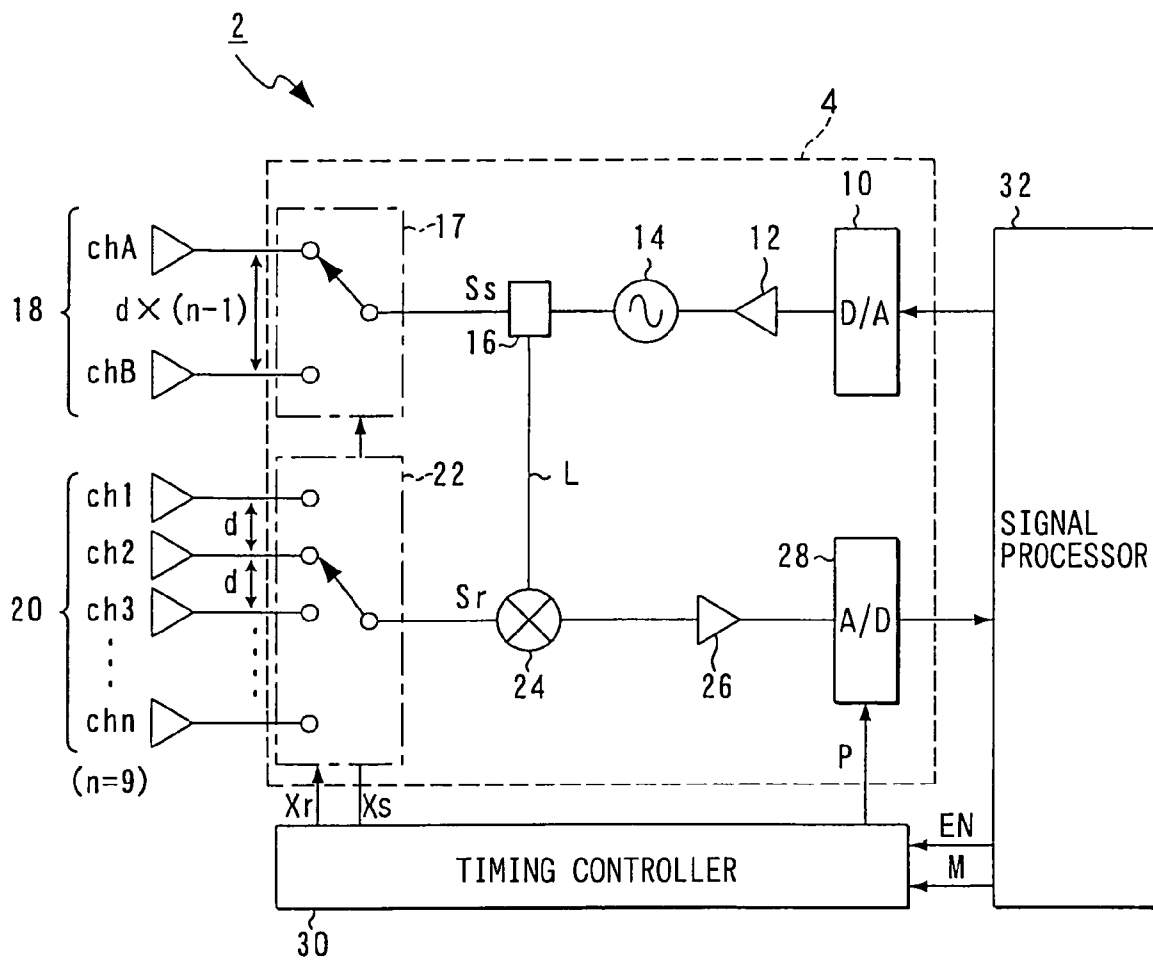 2
4
10
32
12
14
17
chA
18
d × (n-1)
Ss
D/A
16
chB
22
L
ch1
d
ch2
SIGNAL
PROCESSOR
28
d
20
ch3
Sr
A/D
24
26
chn
(n=9)
P
Xr
Xs
EN
TIMING CONTROLLER
M
30